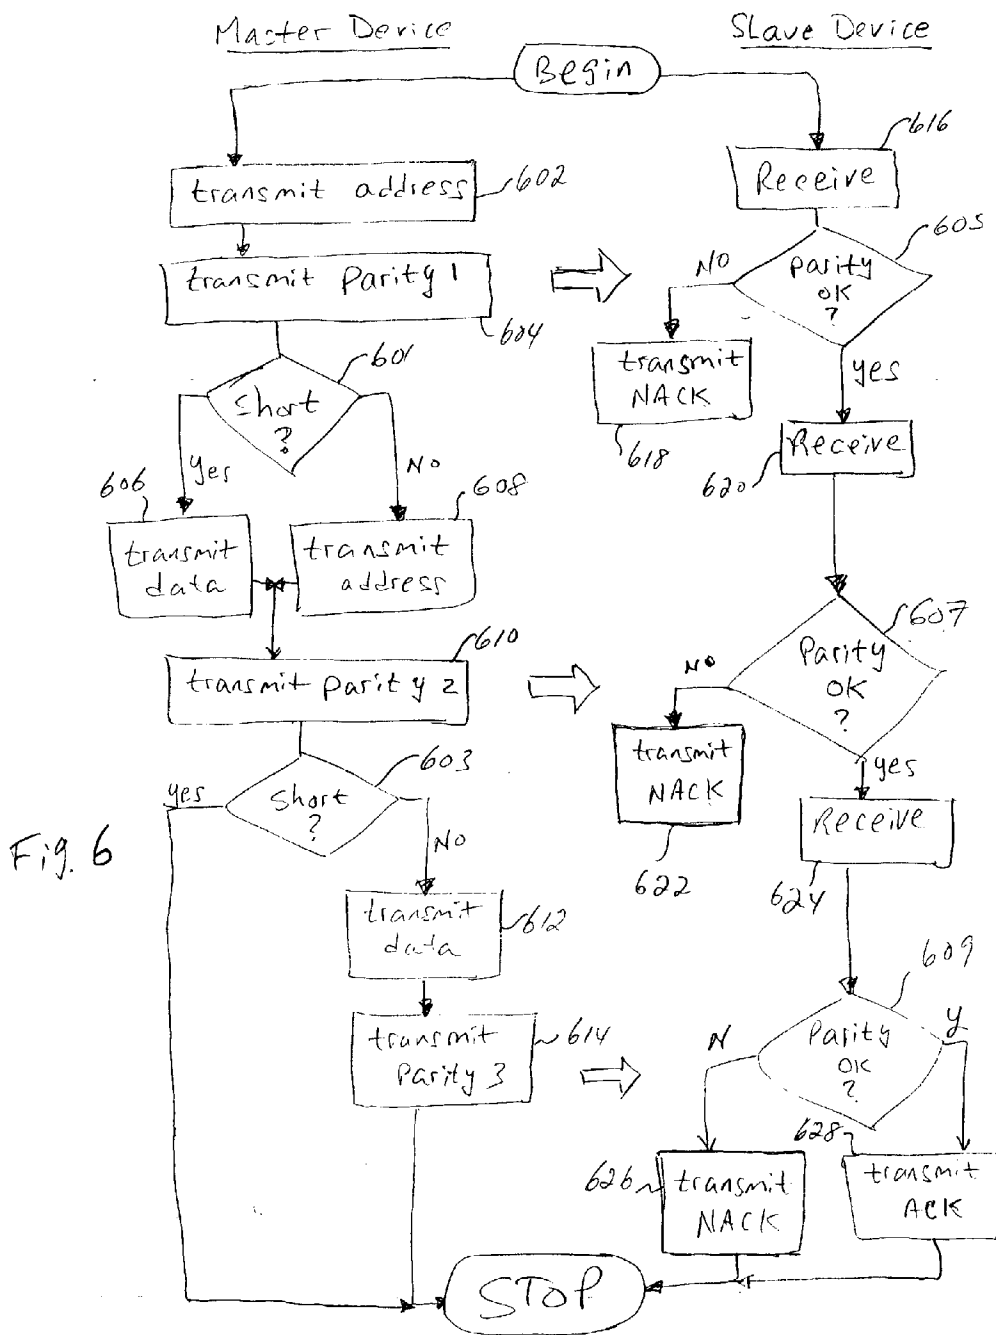 Master Device
Slave Device
Begin
616
Receive
transmit address
602
605
Parity
OK
?
No
transmit Parity 1
604
601
Short
?
transmit
NACK
618
yes
Receive
620
yes
No
606
608
transmit
data
transmit
address
607
Parity
OK
?
No
610
transmit parity 2
transmit
NACK
622
yes
603
Short
?
yes
No
Receive
624
Fig. 6
transmit
data
612
609
Parity
OK
?
N
Y
transmit
Parity 3
614
628
626
transmit
NACK
transmit
ACK
STOP